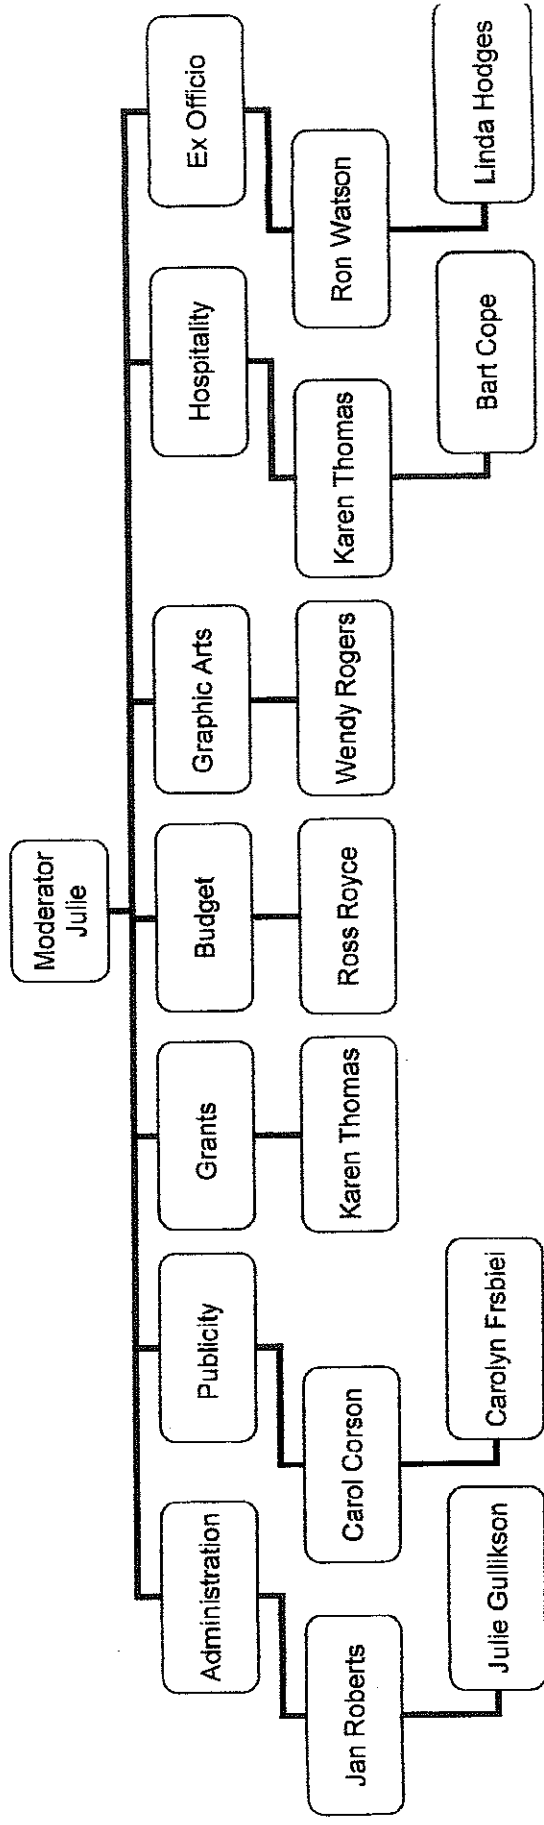 Moderator
Julie
Administration
Publicity
Grants
Budget
Graphic Arts
Hospitality
Ex Officio
Jan Roberts
Carol Corson
Karen Thomas
Ross Royce
Wendy Rogers
Karen Thomas
Ron Watson
Julie Gullikson
Carolyn Frsbiei
Bart Cope
Linda Hodges